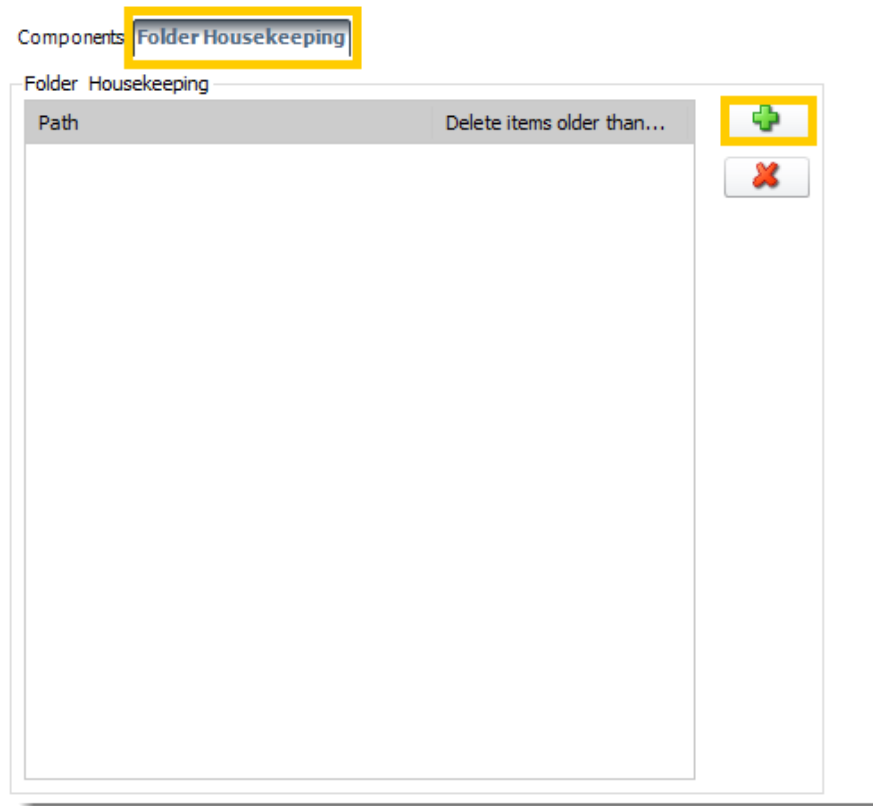 Components Folder Housekeeping
Folder Housekeeping
Path Delete items older than...